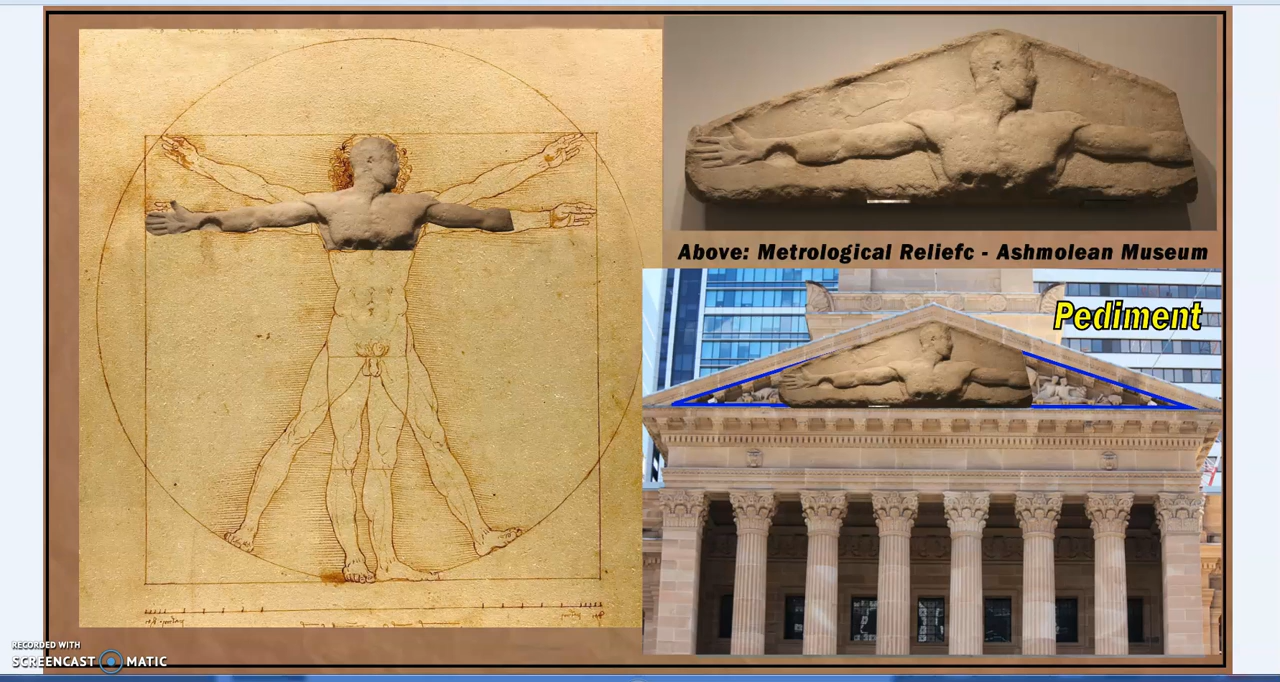 Above: Metrological Reliefc - Ashmolean Museum
Pediment
RECORDED WITH
SCREENCAST MATIC